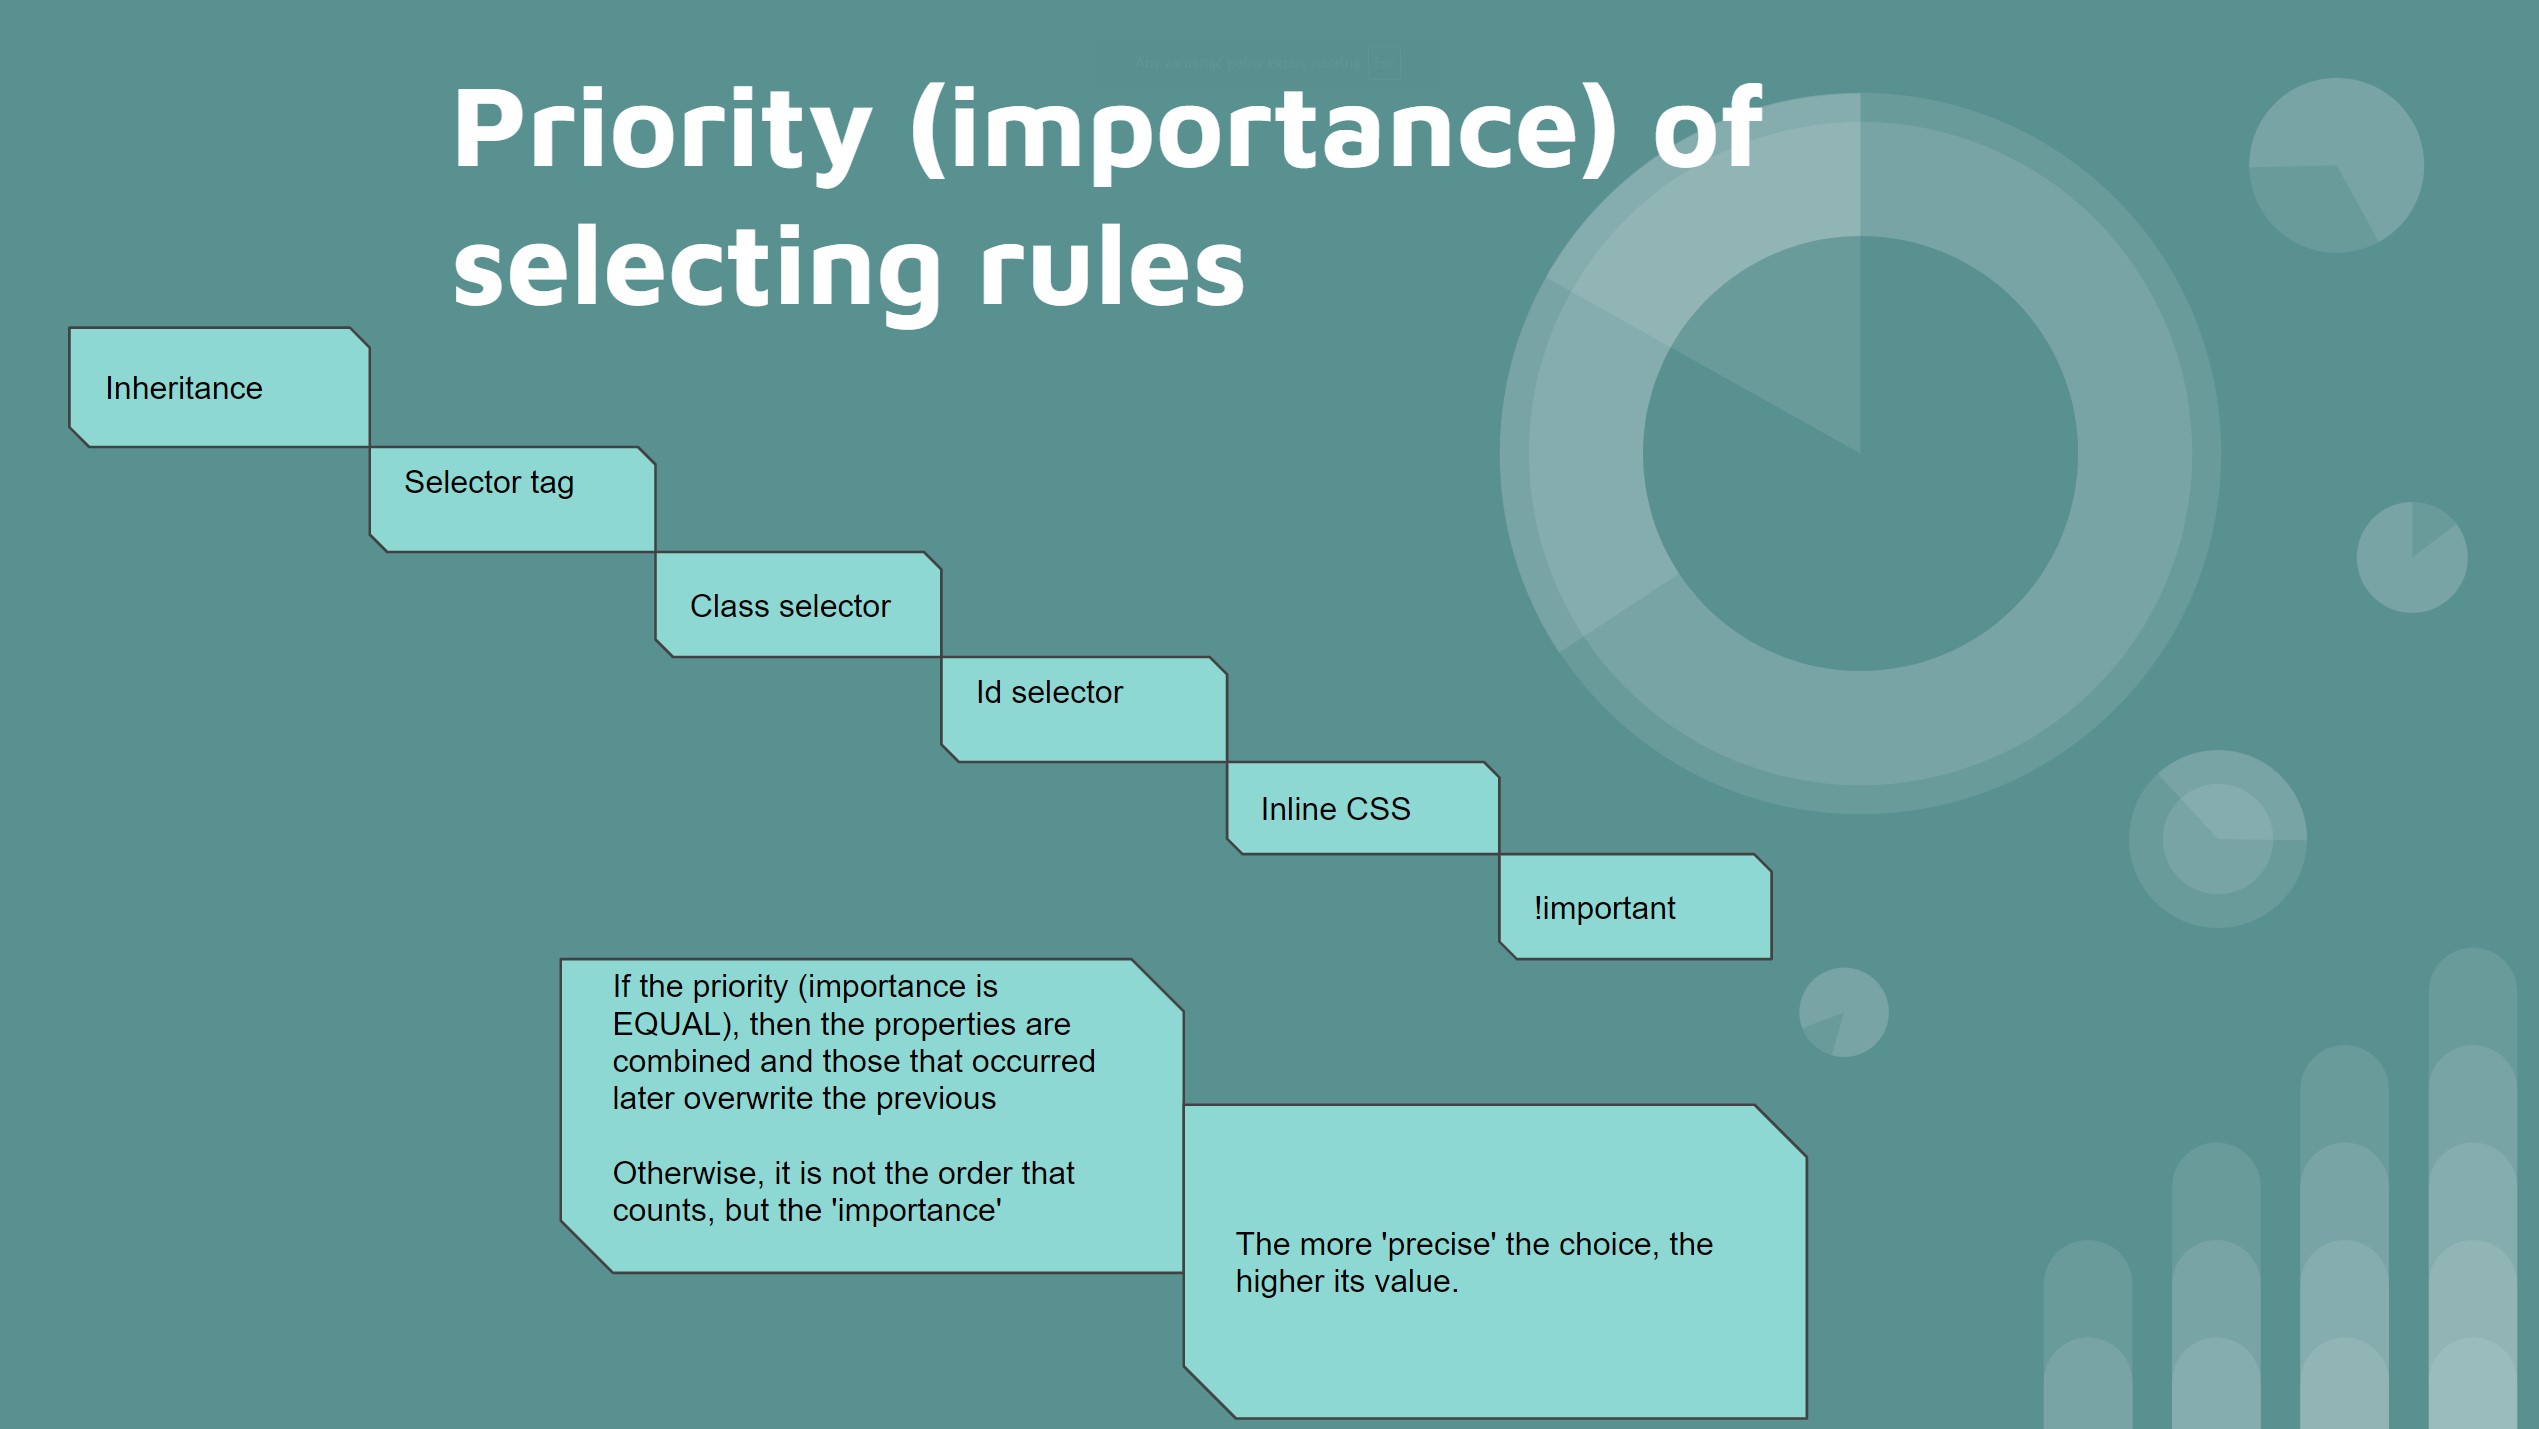 Priority (importance) of
selecting rules
Inheritance
Selector tag
Class selector
Id selector
Inline CSS
!important
If the priority (importance is
EQUAL), then the properties are
combined and those that occurred
later overwrite the previous
Otherwise, it is not the order that
counts, but the 'importance'
The more 'precise' the choice, the
higher its value.